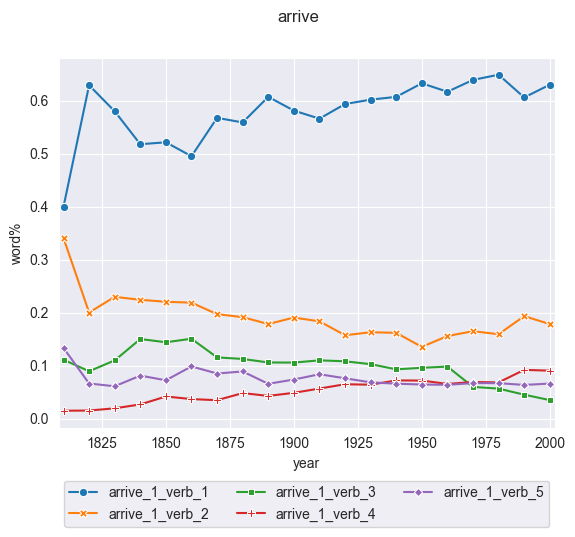 arrive
0.6
0.5
0.4
0.3
0.2
0.1
0.0
word%
1825 1850 1875 1900 1925 1950 1975 2000
year
arrive_1_verb_1 arrive_1_verb_3 arrive_1_verb_5
arrive_1_verb_2 arrive_1_verb_4